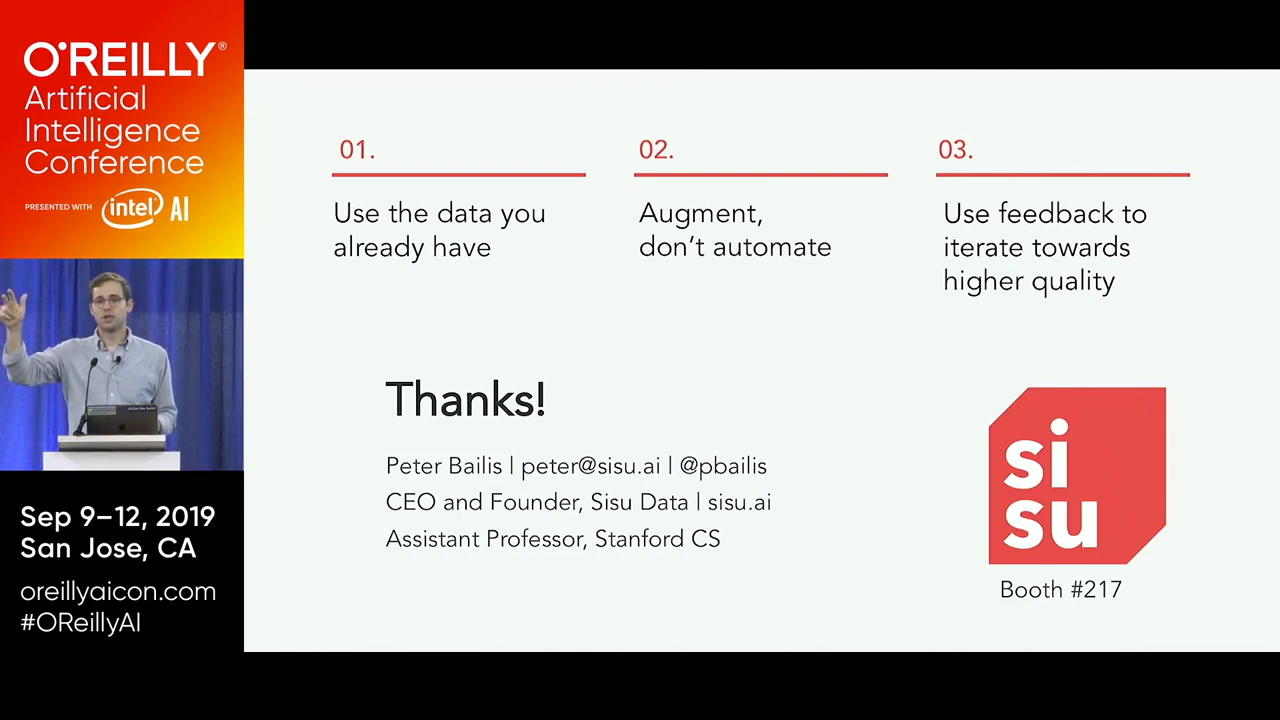 O'REILLY®
Artificial
Intelligence
Conference
PRESENTED WITH intel AI
Sep 9–12, 2019
San Jose, CA
oreillyaicon.com
#OReillyAI
01.
Use the data you
already have
02.
Augment,
don't automate
03.
Use feedback to
iterate towards
higher quality
Thanks!
Peter Bailis | peter@sisu.ai | @pbailis
CEO and Founder, Sisu Data | sisu.ai
Assistant Professor, Stanford CS
si
su
Booth #217